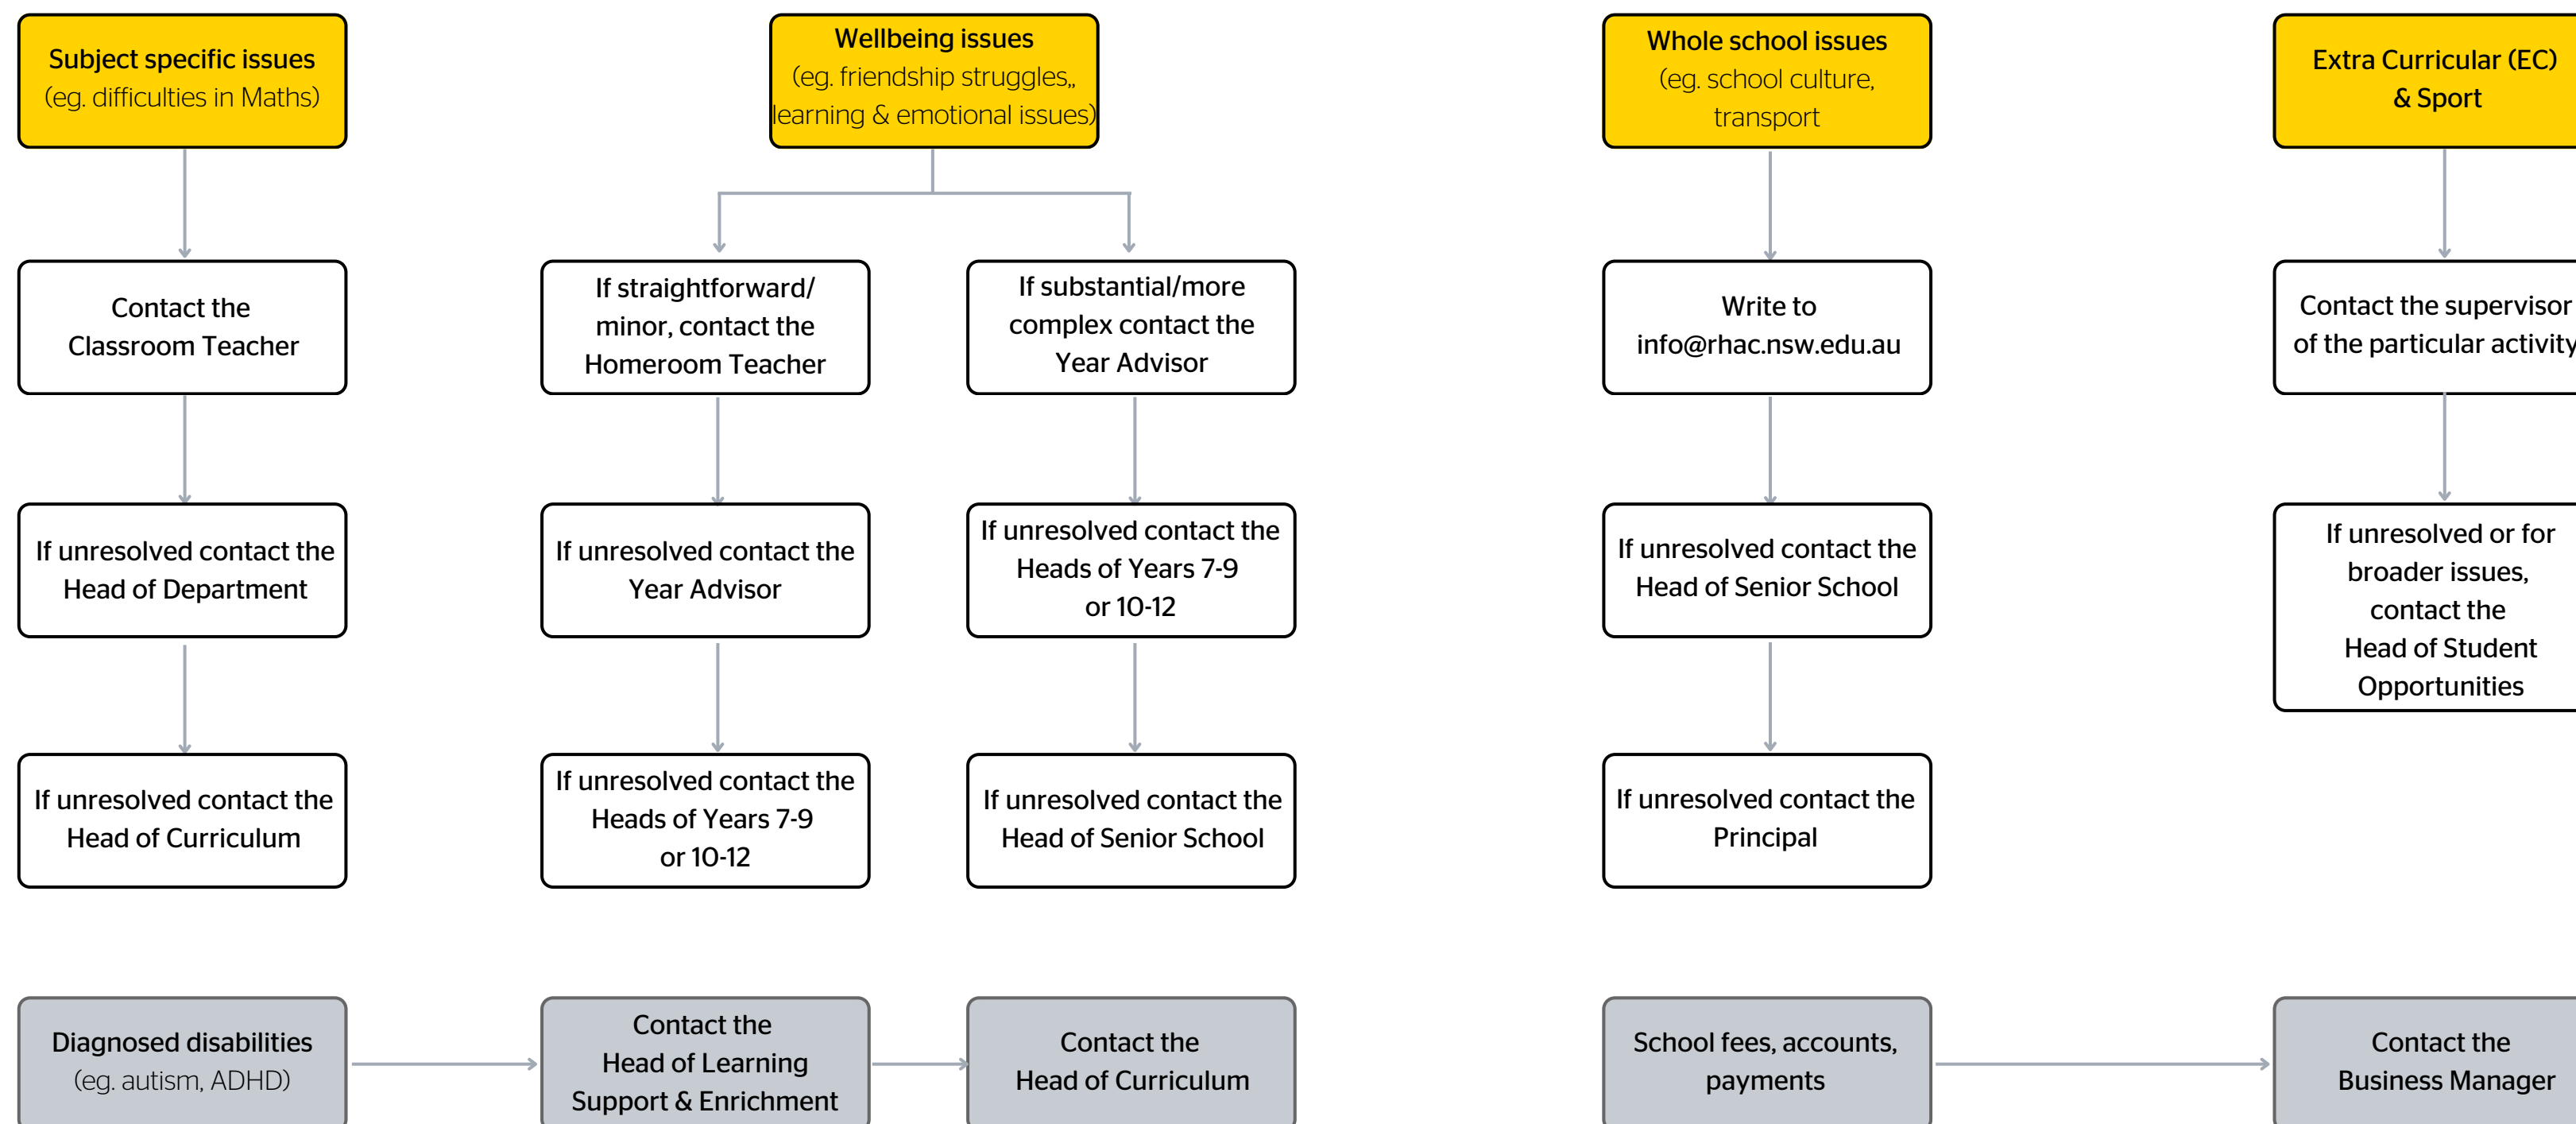 Subject specific issues
(eg. difficulties in Maths)
Wellbeing issues
(eg. friendship struggles,,
learning & emotional issues)
Whole school issues
(eg. school culture,
transport
Extra Curricular (EC)
& Sport
Contact the
Classroom Teacher
If straightforward/
minor, contact the
Homeroom Teacher
If substantial/more
complex contact the
Year Advisor
Write to
info@rhac.nsw.edu.au
Contact the supervisor
of the particular activity
If unresolved contact the
Head of Department
If unresolved contact the
Year Advisor
If unresolved contact the
Heads of Years 7-9
or 10-12
If unresolved contact the
Head of Senior School
If unresolved or for
broader issues,
contact the
Head of Student
Opportunities
If unresolved contact the
Head of Curriculum
If unresolved contact the
Heads of Years 7-9
or 10-12
If unresolved contact the
Head of Senior School
If unresolved contact the
Principal
Diagnosed disabilities
(eg. autism, ADHD)
Contact the
Head of Learning
Support & Enrichment
Contact the
Head of Curriculum
School fees, accounts,
payments
Contact the
Business Manager